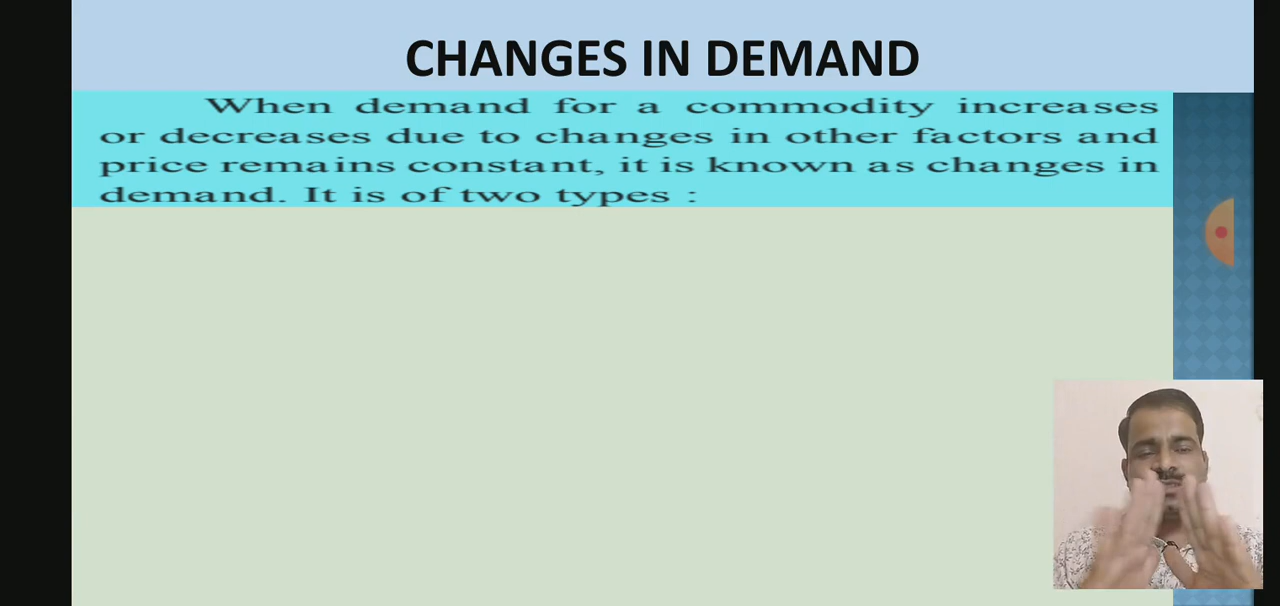 CHANGES IN DEMAND
When demand for a commodity increases
or decreases due to changes in other factors and
price remains constant, it is known as changes in
demand. It is of two types :